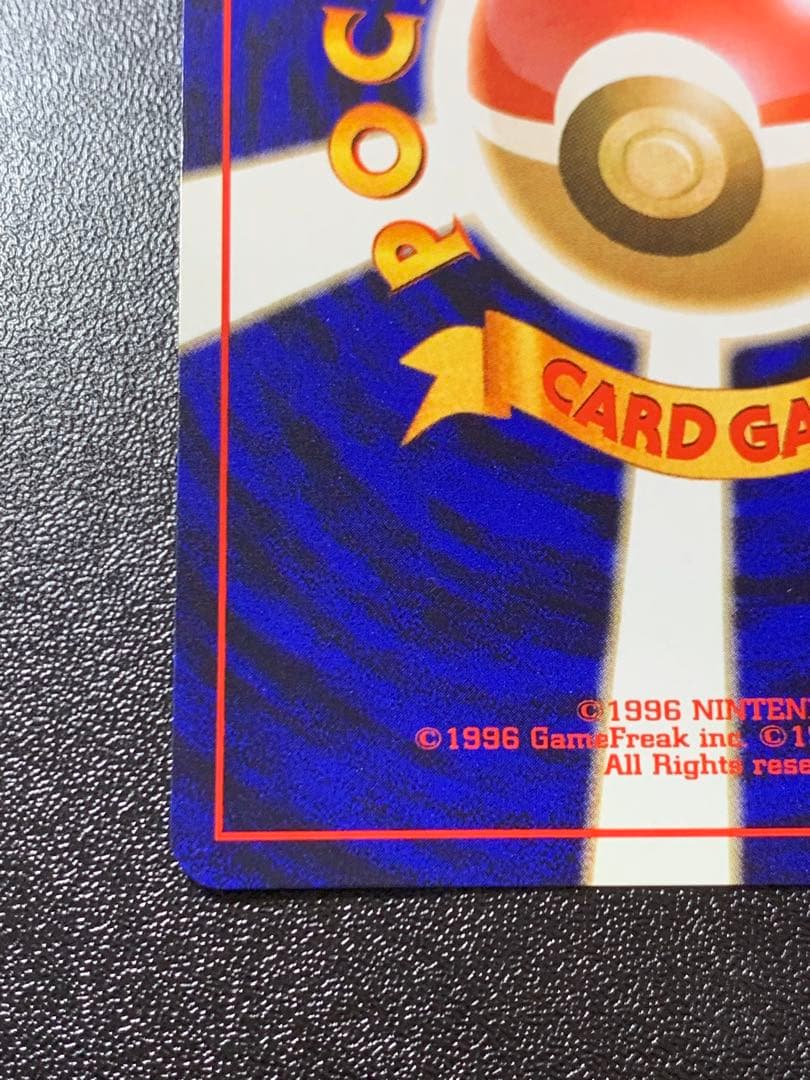 POC
CARD GA
©1996 NINTEN
©1996 GameFreak inc. ©1
All Rights rese